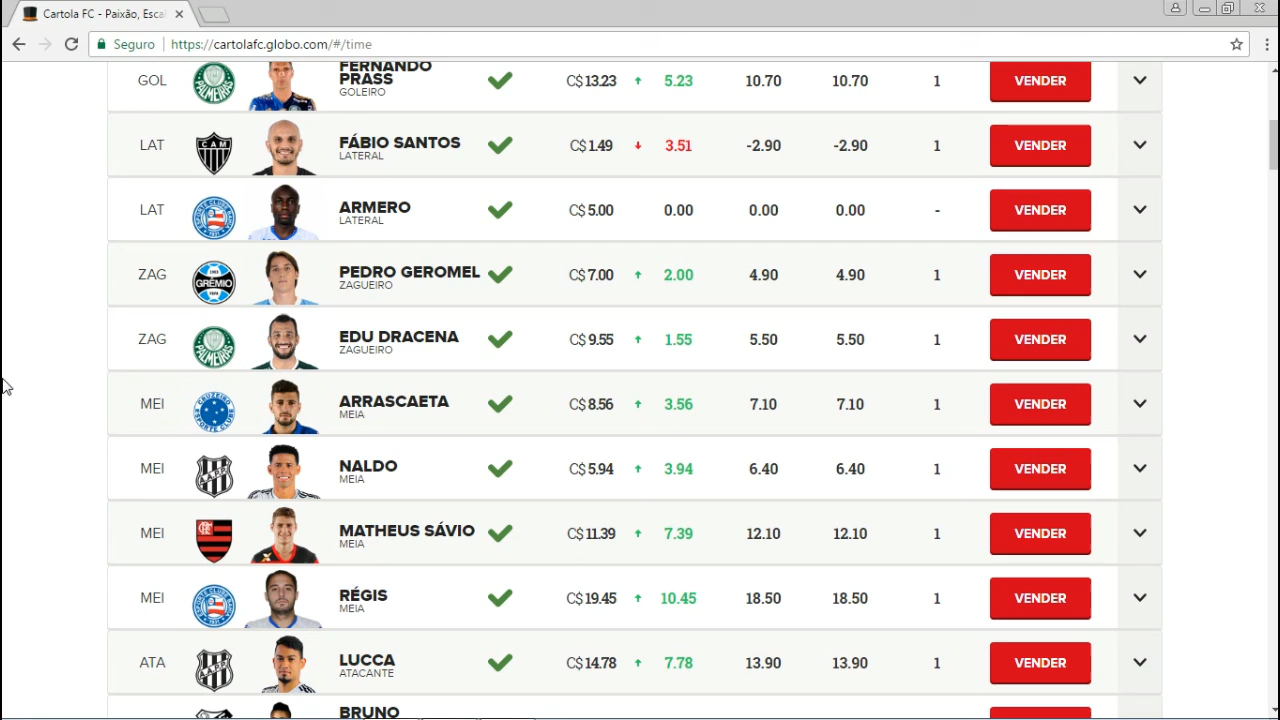 Cartola FC - Paixão, Esca
Seguro https://cartolafc.globo.com/#/time
GOL PALMEIRAS FERNANDO PRASS GOLEIRO C$ 13.23 5.23 10.70 10.70 1 VENDER
LAT CAM FÁBIO SANTOS LATERAL C$ 1.49 3.51 -2.90 -2.90 1 VENDER
LAT ARMERO LATERAL C$ 5.00 0.00 0.00 0.00 - VENDER
ZAG GRÊMIO PEDRO GEROMEL ZAGUEIRO C$ 7.00 2.00 4.90 4.90 1 VENDER
ZAG PALMEIRAS EDU DRACENA ZAGUEIRO C$ 9.55 1.55 5.50 5.50 1 VENDER
MEI ARRASCAETA MEIA C$ 8.56 3.56 7.10 7.10 1 VENDER
MEI NALDO MEIA C$ 5.94 3.94 6.40 6.40 1 VENDER
MEI MATHEUS SÁVIO MEIA C$ 11.39 7.39 12.10 12.10 1 VENDER
MEI RÉGIS MEIA C$ 19.45 10.45 18.50 18.50 1 VENDER
ATA LUCCA ATACANTE C$ 14.78 7.78 13.90 13.90 1 VENDER
BRUNO